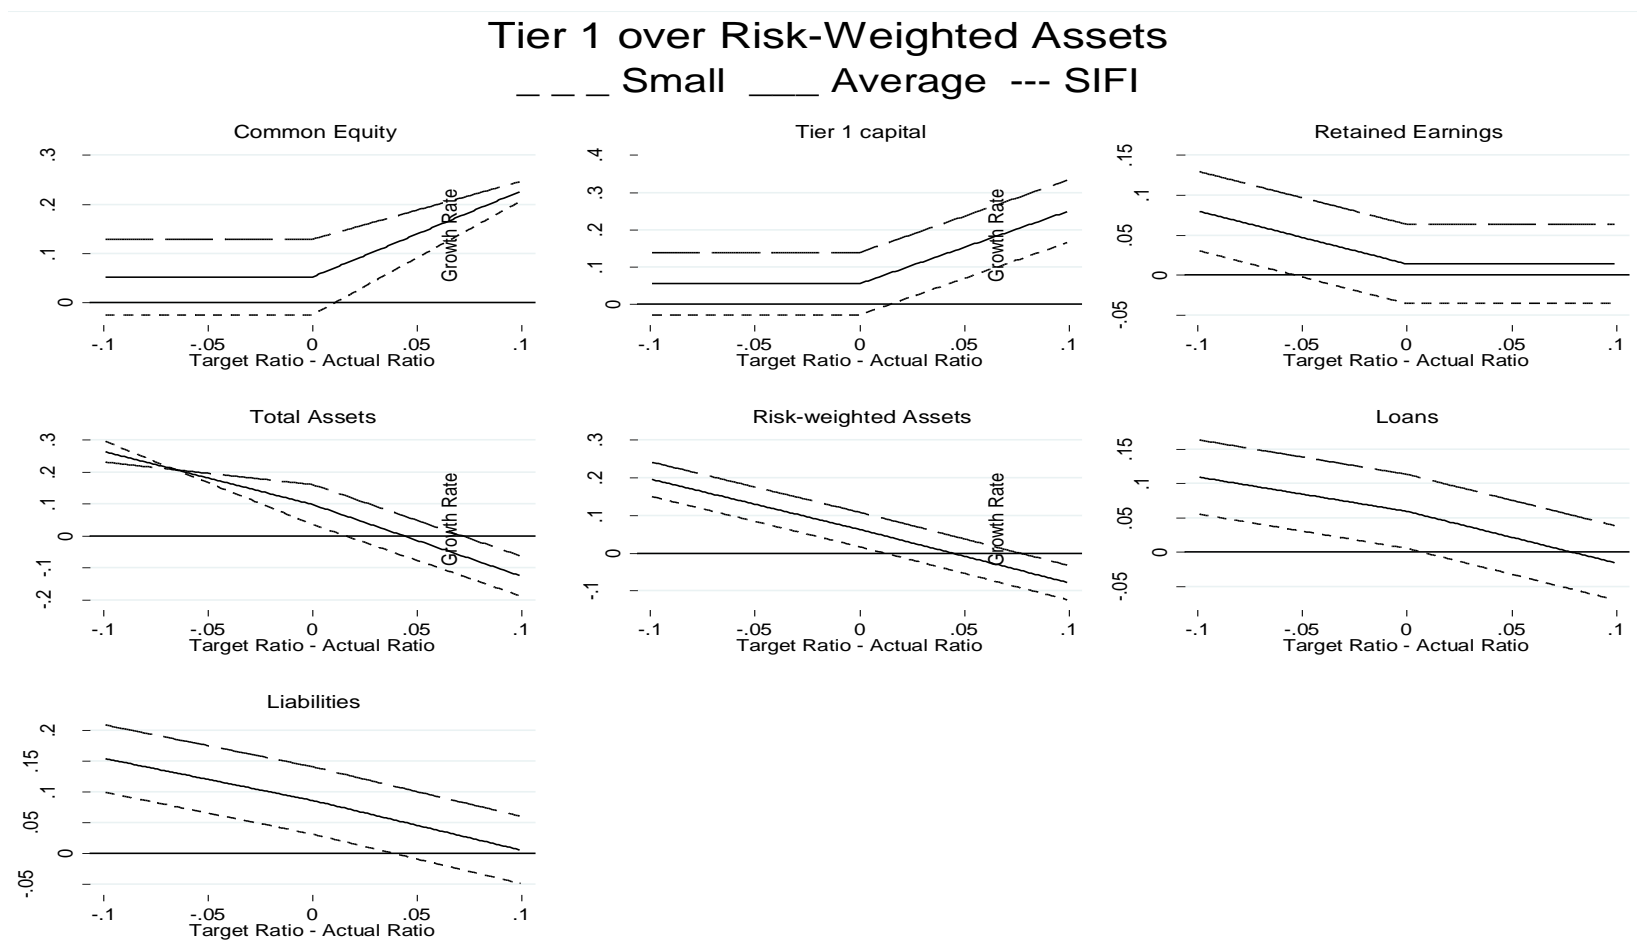 Tier 1 over Risk-Weighted Assets
_ _ _ Small ___ Average --- SIFI
Common Equity
.3
.2
.1
0
-.1 -.05 0 .05 .1
Target Ratio - Actual Ratio
Growth Rate
Tier 1 capital
.4
.3
.2
.1
0
-.1 -.05 0 .05 .1
Target Ratio - Actual Ratio
Growth Rate
Retained Earnings
.15
.1
.05
0
-.05
-.1 -.05 0 .05 .1
Target Ratio - Actual Ratio
Total Assets
.3
.2
.1
0
-.1
-.2
-.1 -.05 0 .05 .1
Target Ratio - Actual Ratio
Growth Rate
Risk-weighted Assets
.3
.2
.1
0
-.1
-.1 -.05 0 .05 .1
Target Ratio - Actual Ratio
Growth Rate
Loans
.15
.1
.05
0
-.05
-.1 -.05 0 .05 .1
Target Ratio - Actual Ratio
Liabilities
.2
.15
.1
.05
0
-.05
-.1 -.05 0 .05 .1
Target Ratio - Actual Ratio